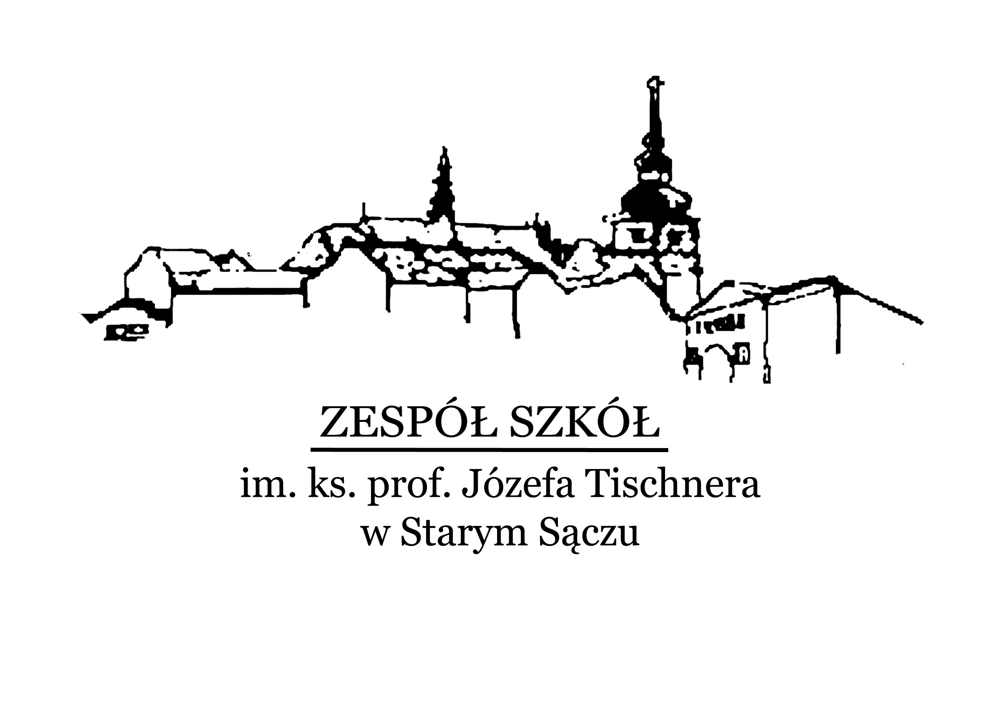 ZESPÓŁ SZKÓŁ
im. ks. prof. Józefa Tischnera
w Starym Sączu